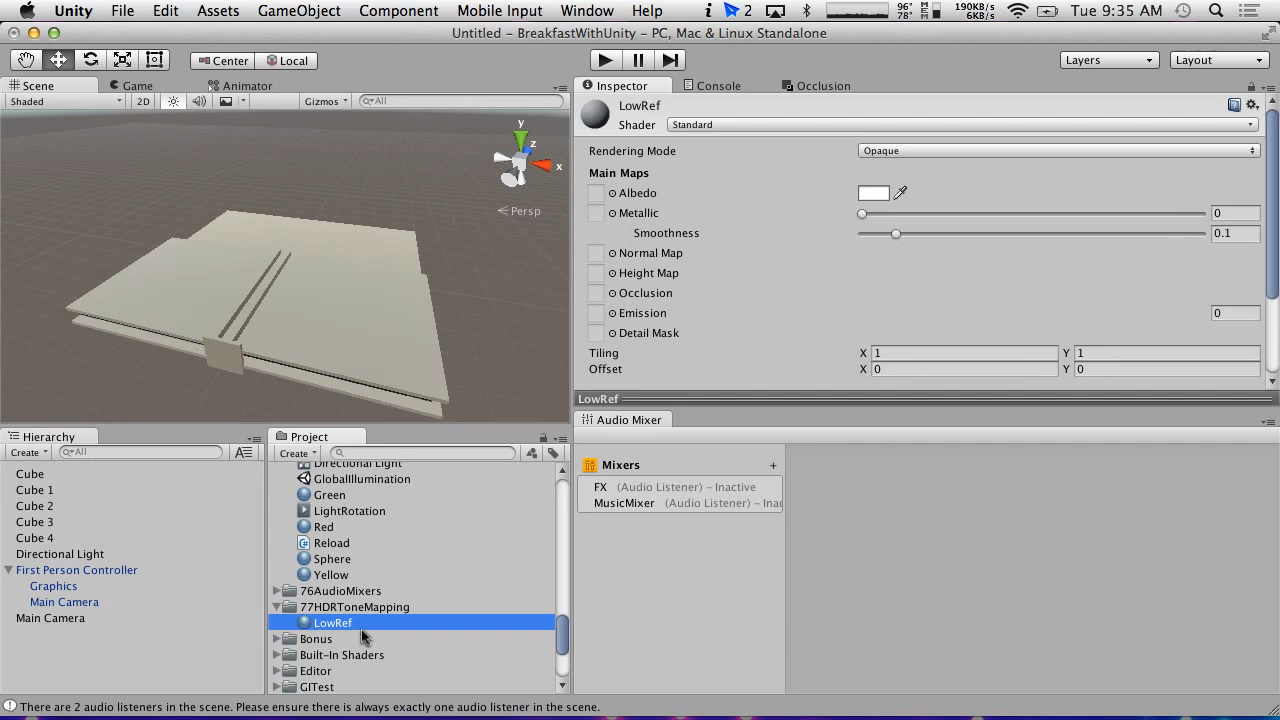 Unity File Edit Assets GameObject Component Mobile Input Window Help 2 96° 78° 190KB/s 6KB/s Tue 9:35 AM
Untitled – BreakfastWithUnity – PC, Mac & Linux Standalone
Center Local Layers Layout
Scene Game Animator
Shaded 2D Gizmos All
y
z
x
Persp
Inspector Console Occlusion
LowRef
Shader Standard
Rendering Mode Opaque
Main Maps
Albedo
Metallic 0
Smoothness 0.1
Normal Map
Height Map
Occlusion
Emission 0
Detail Mask
Tiling X 1 Y 1
Offset X 0 Y 0
LowRef
Hierarchy
Create All
Cube
Cube 1
Cube 2
Cube 3
Cube 4
Directional Light
First Person Controller
Graphics
Main Camera
Main Camera
Project
Create
Directional Light
GlobalIllumination
Green
LightRotation
Red
Reload
Sphere
Yellow
76AudioMixers
77HDRToneMapping
LowRef
Bonus
Built-In Shaders
Editor
GITest
Audio Mixer
Mixers +
FX (Audio Listener) – Inactive
MusicMixer (Audio Listener) – Inac
There are 2 audio listeners in the scene. Please ensure there is always exactly one audio listener in the scene.